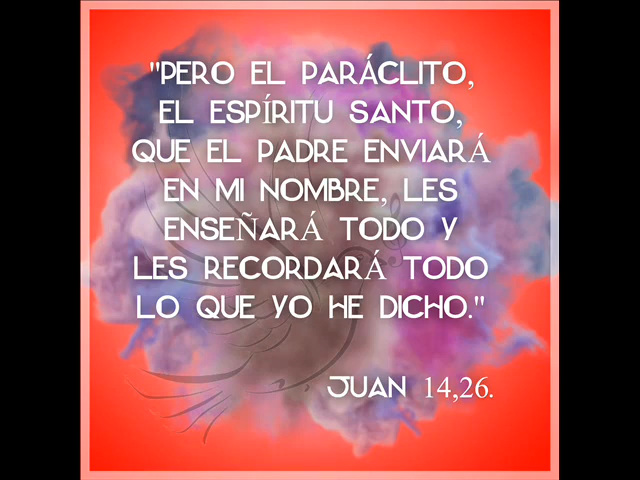 "PERO EL PARÁCLITO,
EL ESPÍRITU SANTO,
QUE EL PADRE ENVIARÁ
EN MI NOMBRE, LES
ENSEÑARÁ TODO Y
LES RECORDARÁ TODO
LO QUE YO HE DICHO."
JUAN 14,26.